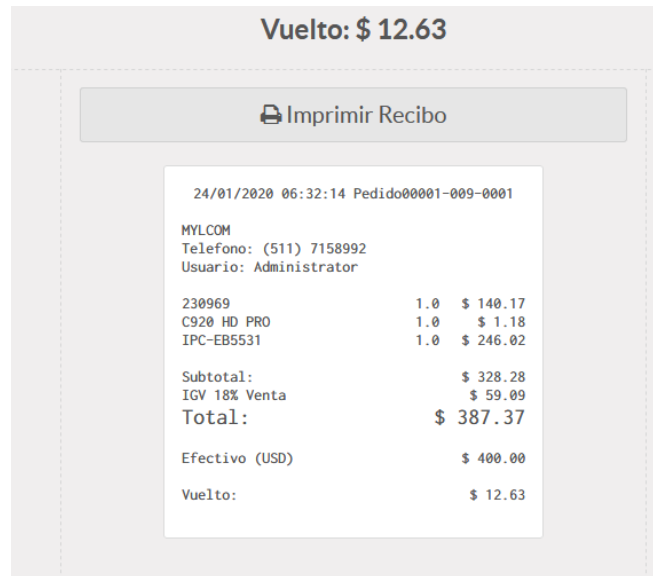 Vuelto: $ 12.63
Imprimir Recibo
24/01/2020 06:32:14 Pedido00001-009-0001
MYLCOM
Telefono: (511) 7158992
Usuario: Administrator
230969 1.0 $ 140.17
C920 HD PRO 1.0 $ 1.18
IPC-EB5531 1.0 $ 246.02
Subtotal: $ 328.28
IGV 18% Venta $ 59.09
Total: $ 387.37
Efectivo (USD) $ 400.00
Vuelto: $ 12.63